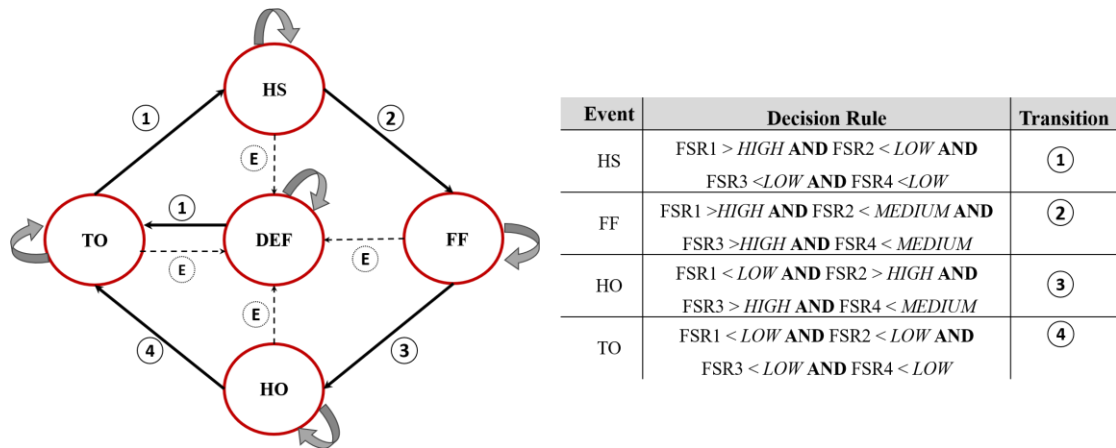 HS
1
2
E
1
TO
DEF
FF
E
E
E
4
3
HO
Event Decision Rule Transition
HS FSR1 > HIGH AND FSR2 < LOW AND 1
FSR3 <LOW AND FSR4 <LOW
FF FSR1 >HIGH AND FSR2 < MEDIUM AND 2
FSR3 >HIGH AND FSR4 < MEDIUM
HO FSR1 < LOW AND FSR2 > HIGH AND 3
FSR3 > HIGH AND FSR4 < MEDIUM
TO FSR1 < LOW AND FSR2 < LOW AND 4
FSR3 < LOW AND FSR4 < LOW